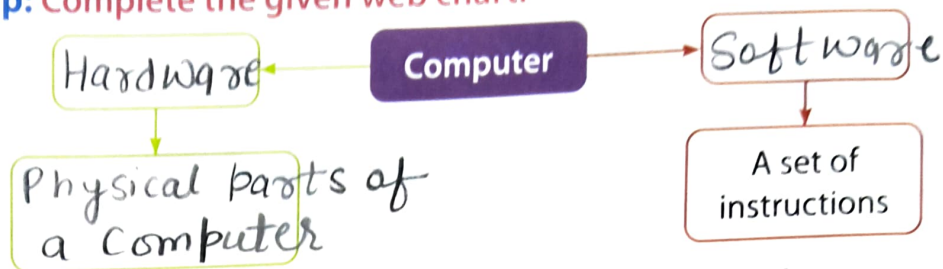 p. Complete the given web chart.
Hardware
Computer
Software
Physical parts of
a Computer
A set of
instructions